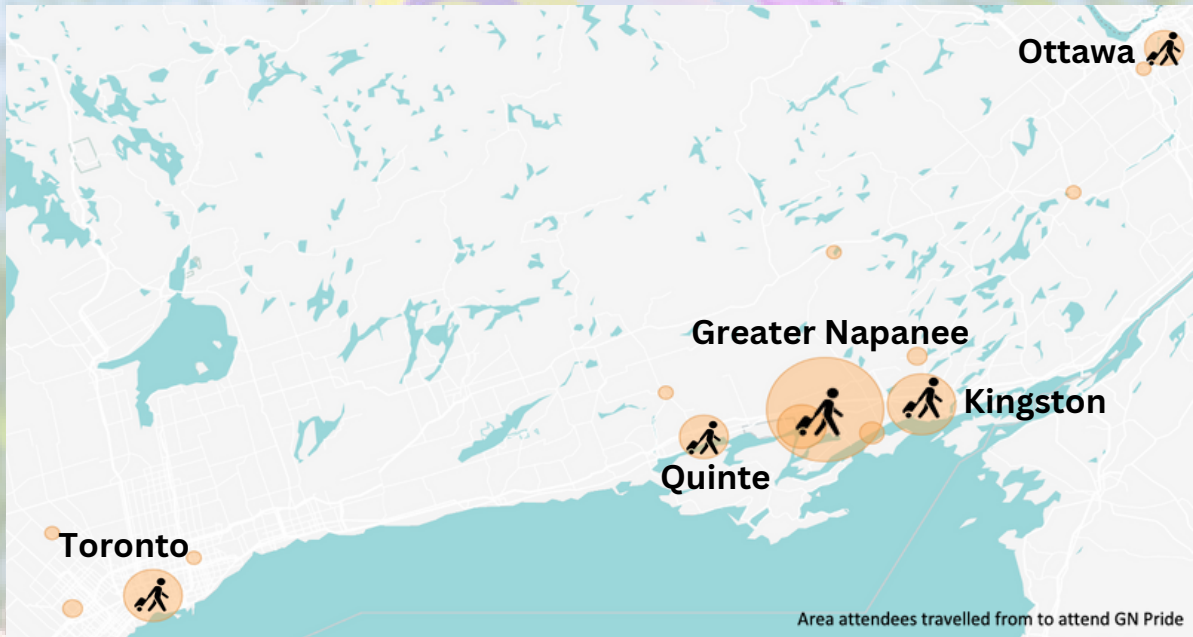 Ottawa
Greater Napanee
Kingston
Quinte
Toronto
Area attendees travelled from to attend GN Pride